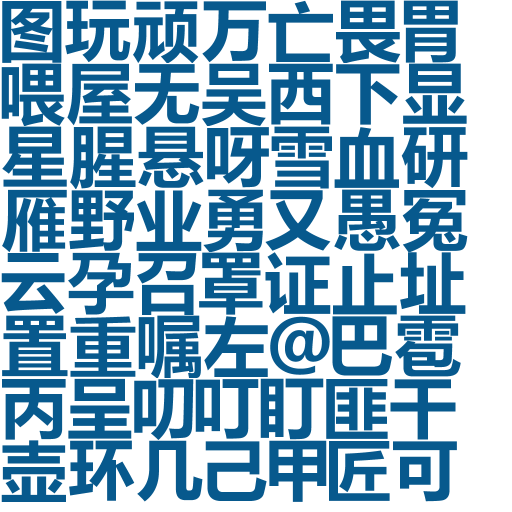 图玩顽万亡畏胃
喂屋无吴西下显
星腥悬呀雪血研
雁野业勇又愚冤
云孕召罩证止址
置重嘱左@巴雹
丙呈叨叮盯匪干
壶环几己甲匠可